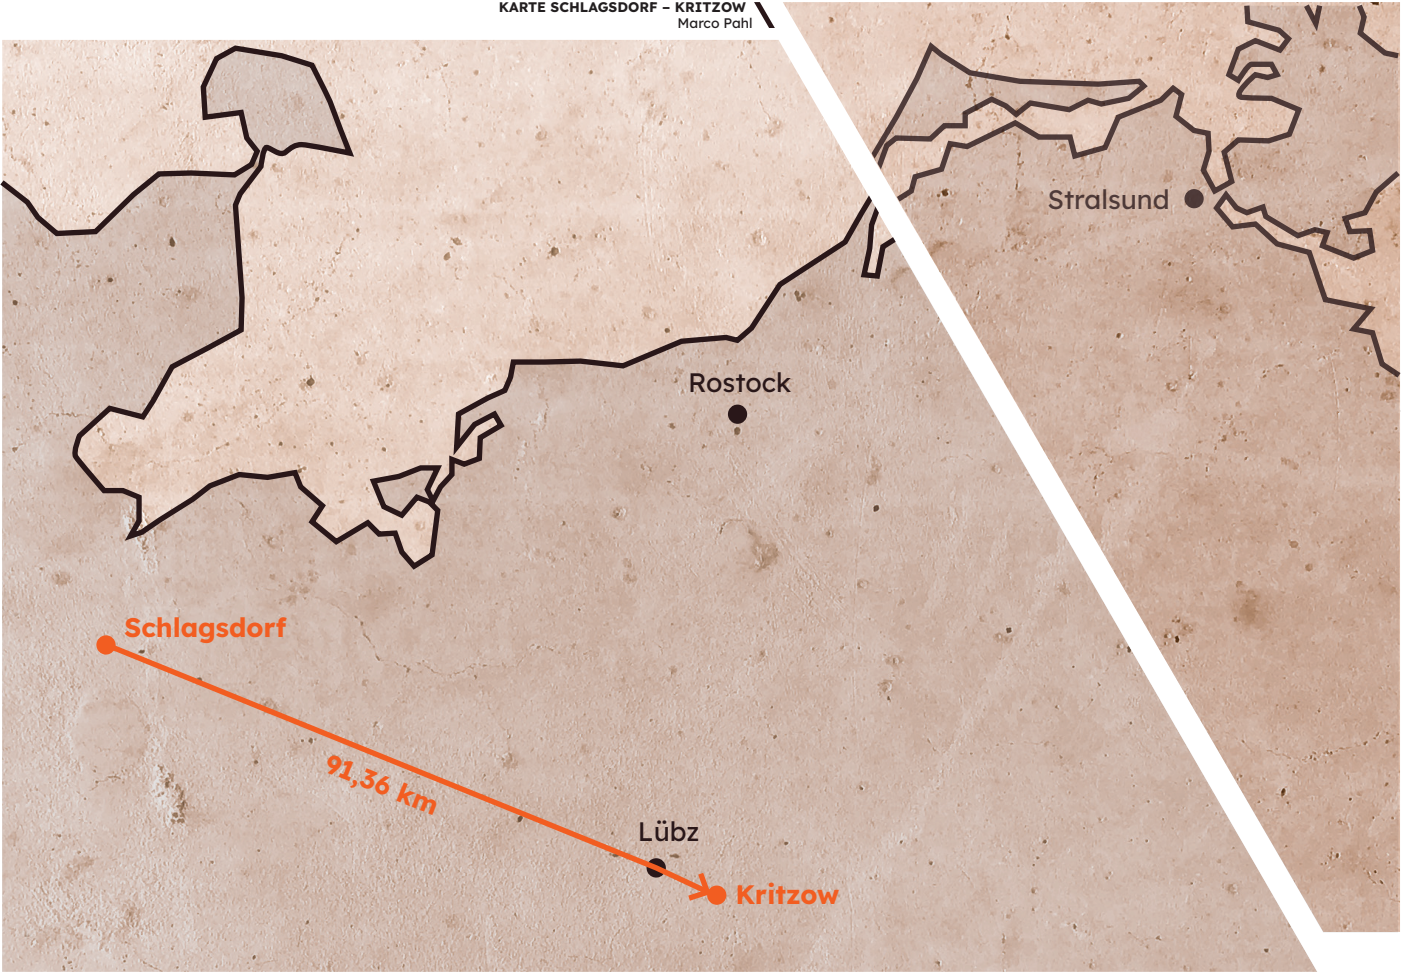 KARTE SCHLAGSDORF – KRITZOW
Marco Pahl
Stralsund
Rostock
Schlagsdorf
91,36 km
Lübz
Kritzow